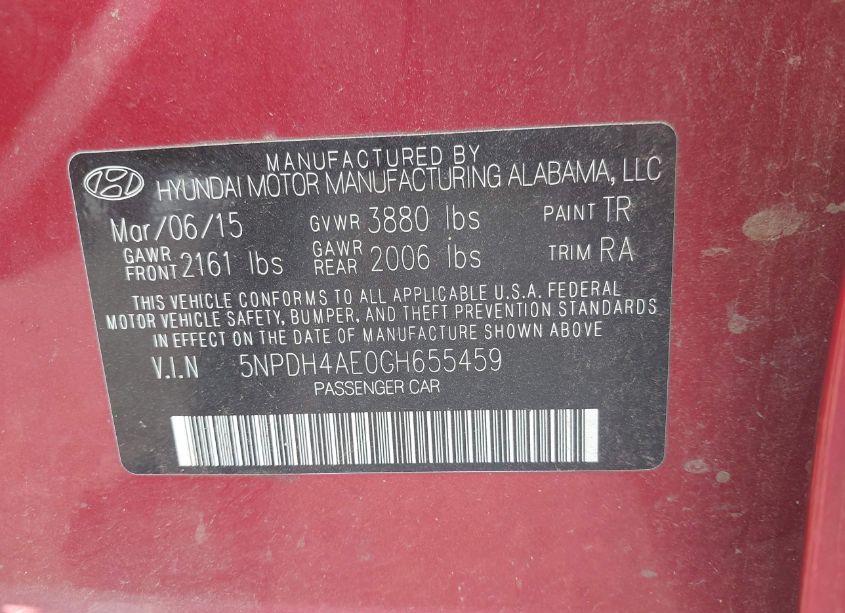 MANUFACTURED BY
HYUNDAI MOTOR MANUFACTURING ALABAMA, LLC
Mar/06/15 GVWR 3880 lbs PAINT TR
GAWR FRONT 2161 lbs GAWR REAR 2006 lbs TRIM RA
THIS VEHICLE CONFORMS TO ALL APPLICABLE U.S.A. FEDERAL
MOTOR VEHICLE SAFETY, BUMPER, AND THEFT PREVENTION STANDARDS
IN EFFECT ON THE DATE OF MANUFACTURE SHOWN ABOVE
V.I.N 5NPDH4AE0GH655459
PASSENGER CAR